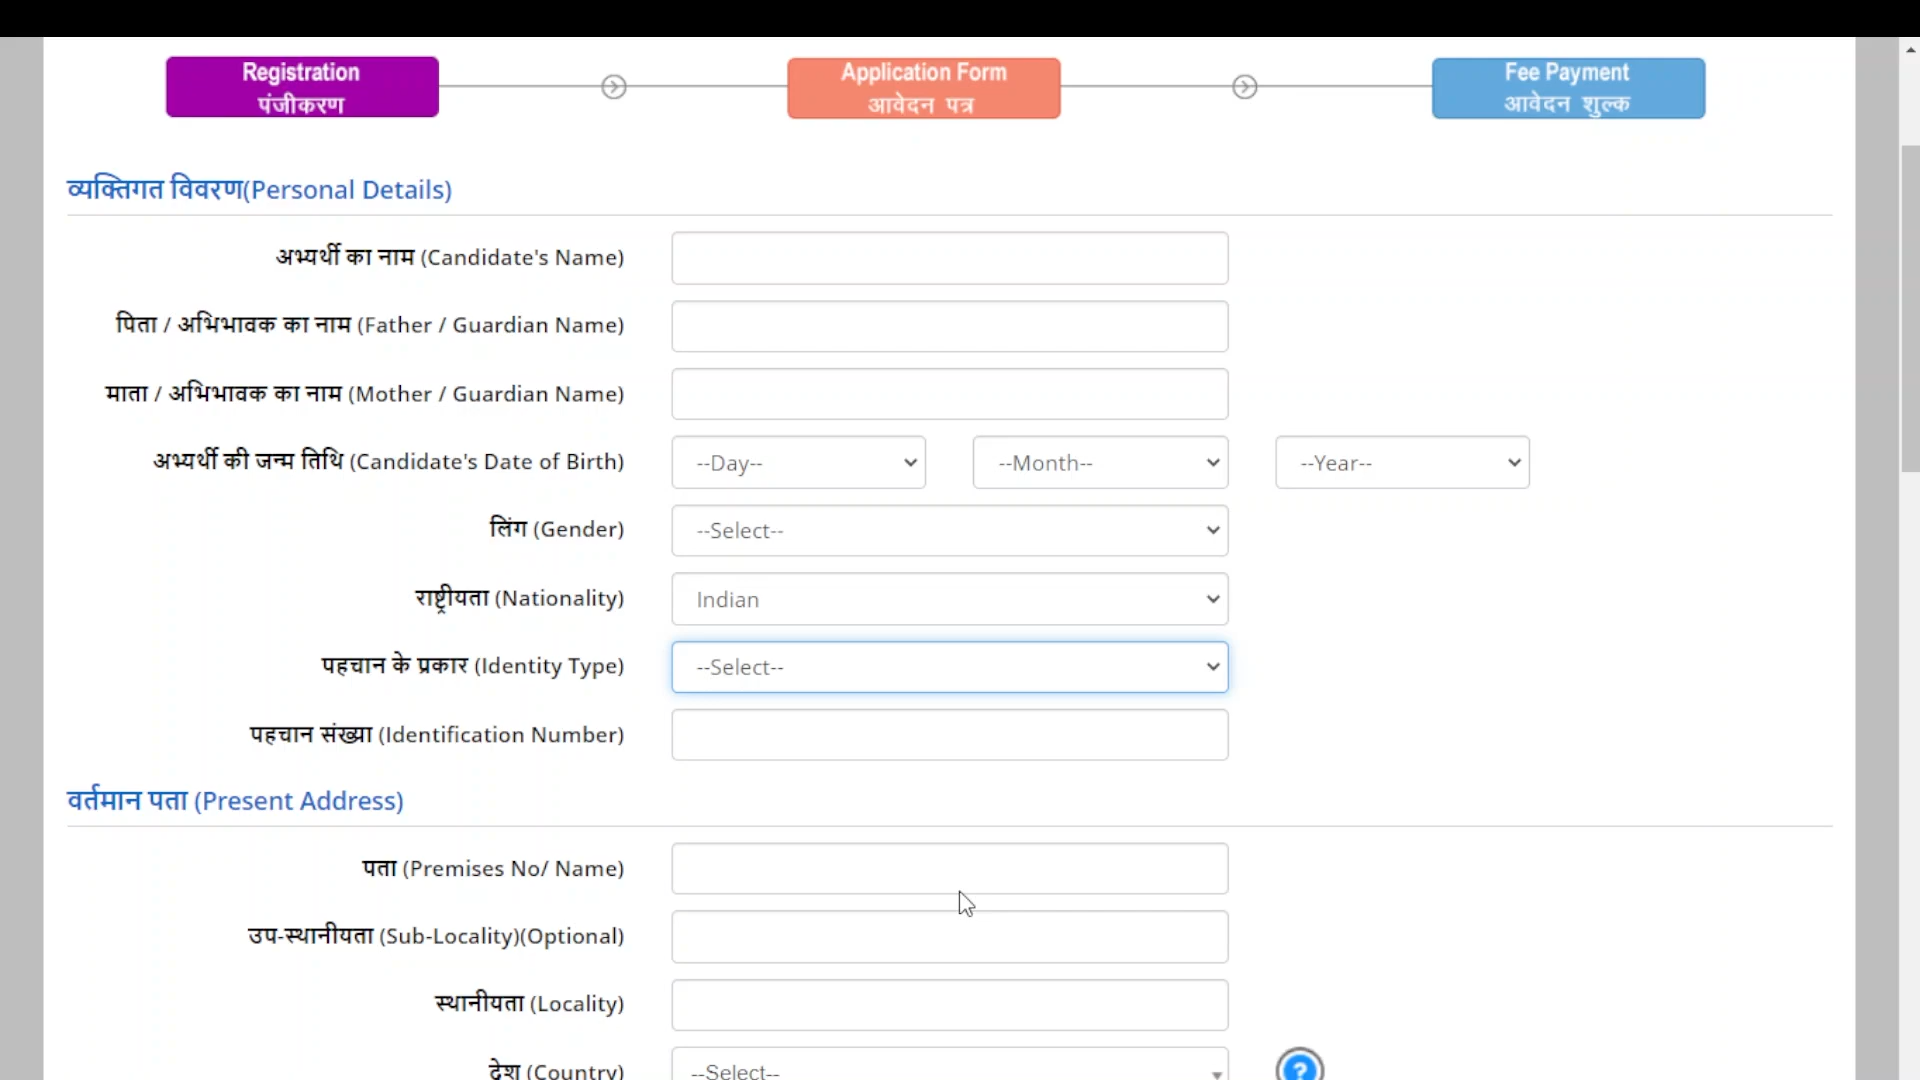 Registration
पंजीकरण
Application Form
आवेदन पत्र
Fee Payment
आवेदन शुल्क
व्यक्तिगत विवरण(Personal Details)
अभ्यर्थी का नाम (Candidate's Name)
पिता / अभिभावक का नाम (Father / Guardian Name)
माता / अभिभावक का नाम (Mother / Guardian Name)
अभ्यर्थी की जन्म तिथि (Candidate's Date of Birth) --Day-- --Month-- --Year--
लिंग (Gender) --Select--
राष्ट्रीयता (Nationality) Indian
पहचान के प्रकार (Identity Type) --Select--
पहचान संख्या (Identification Number)
वर्तमान पता (Present Address)
पता (Premises No/ Name)
उप-स्थानीयता (Sub-Locality)(Optional)
स्थानीयता (Locality)
देश (Country) --Select-- ?